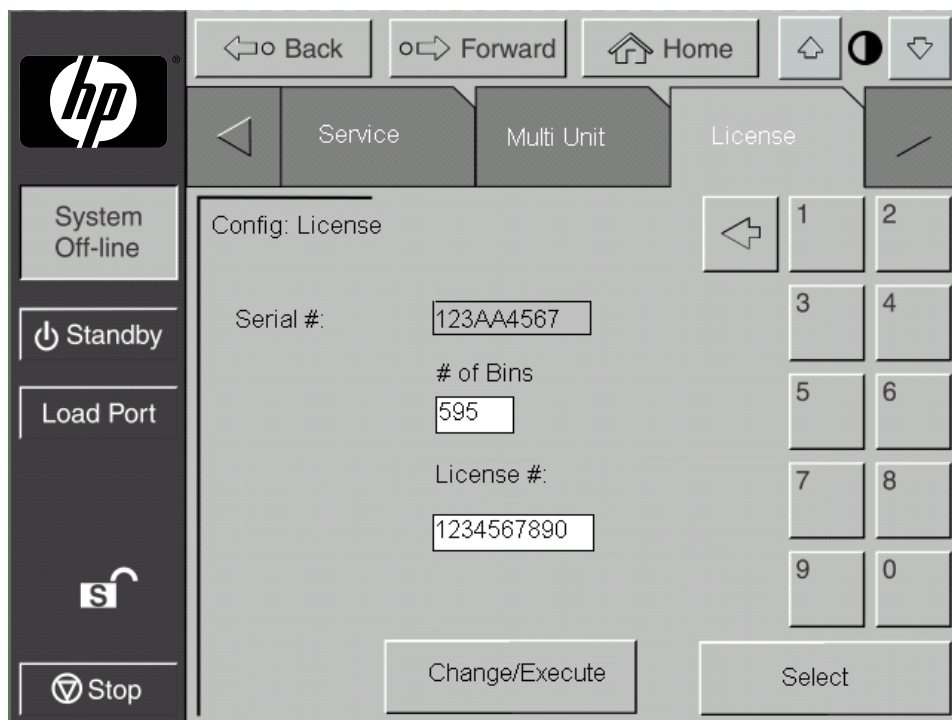 Back
Forward
Home
hp
Service
Multi Unit
License
System
Off-line
Config: License
1
2
Serial #:
123AA4567
3
4
Standby
# of Bins
595
5
6
Load Port
License #:
1234567890
7
8
9
0
S
Change/Execute
Select
Stop